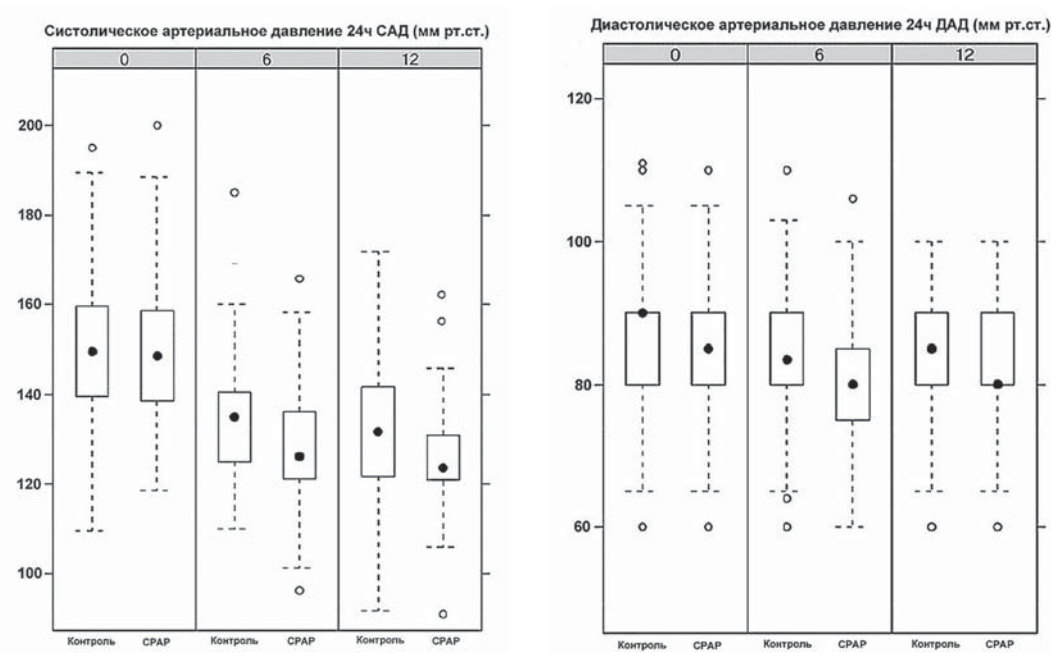 Систолическое артериальное давление 24ч САД (мм рт.ст.)
0 6 12
200
180
160
140
120
100
Контроль CPAP Контроль CPAP Контроль CPAP
Диастолическое артериальное давление 24ч ДАД (мм рт.ст.)
0 6 12
120
100
80
60
Контроль CPAP Контроль CPAP Контроль CPAP